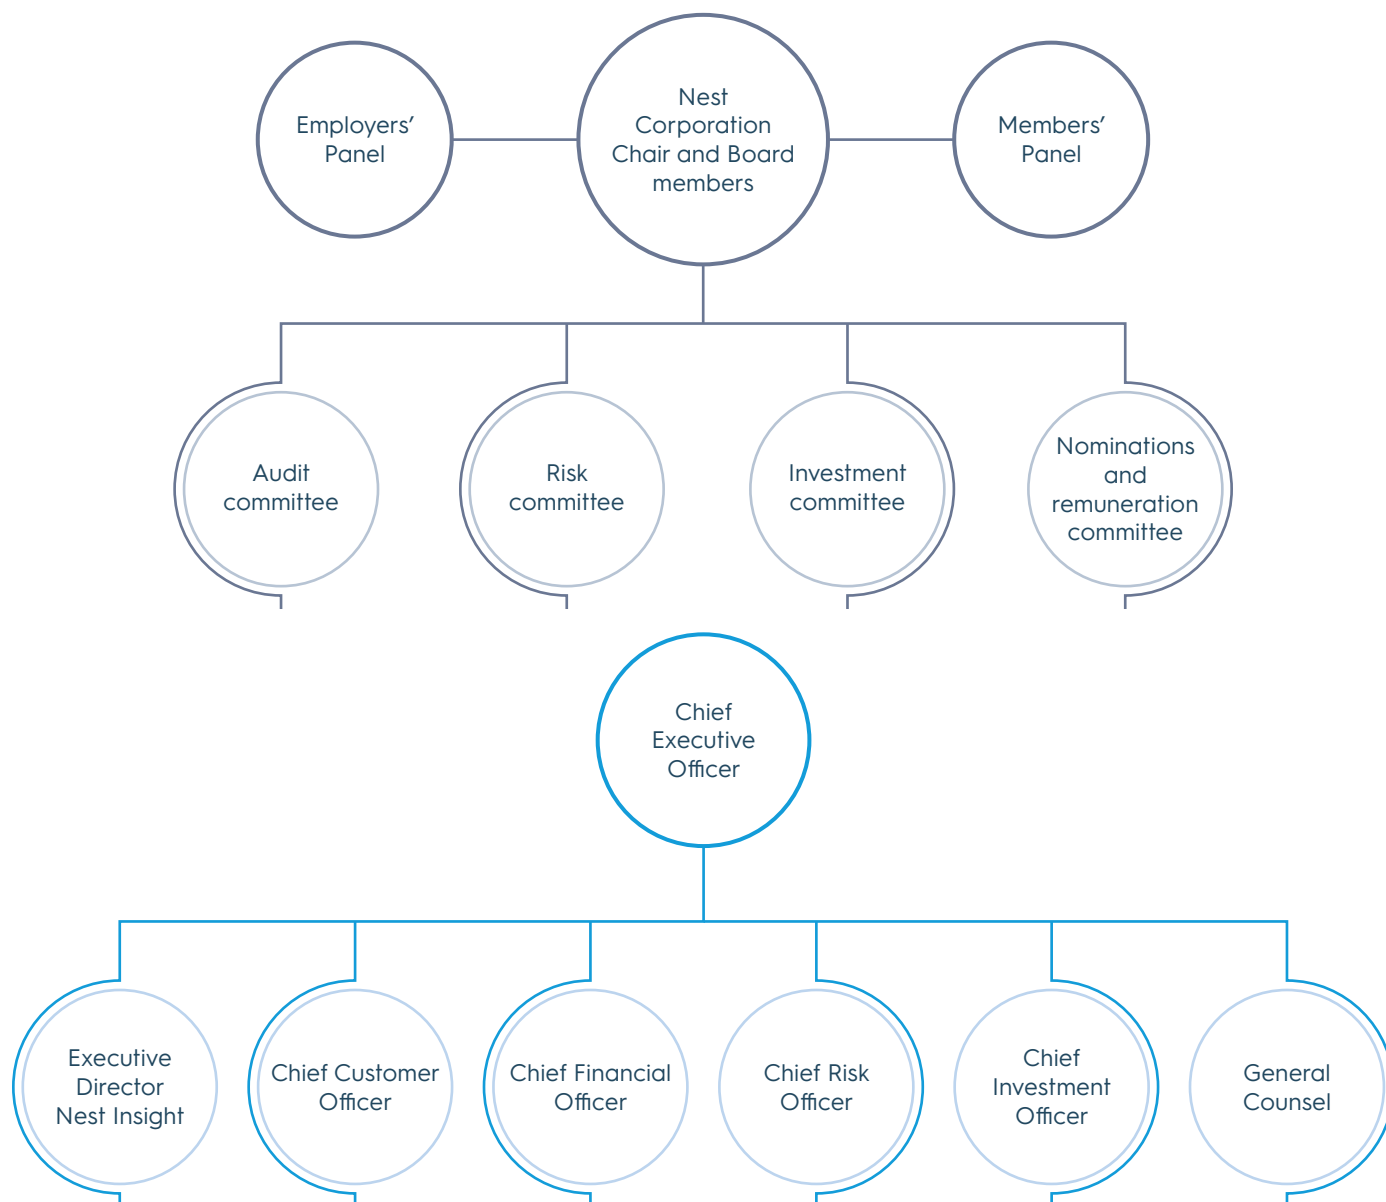 Employers'
Panel
Nest
Corporation
Chair and Board
members
Members'
Panel
Audit
committee
Risk
committee
Investment
committee
Nominations
and
remuneration
committee
Chief
Executive
Officer
Executive
Director
Nest Insight
Chief Customer
Officer
Chief Financial
Officer
Chief Risk
Officer
Chief
Investment
Officer
General
Counsel